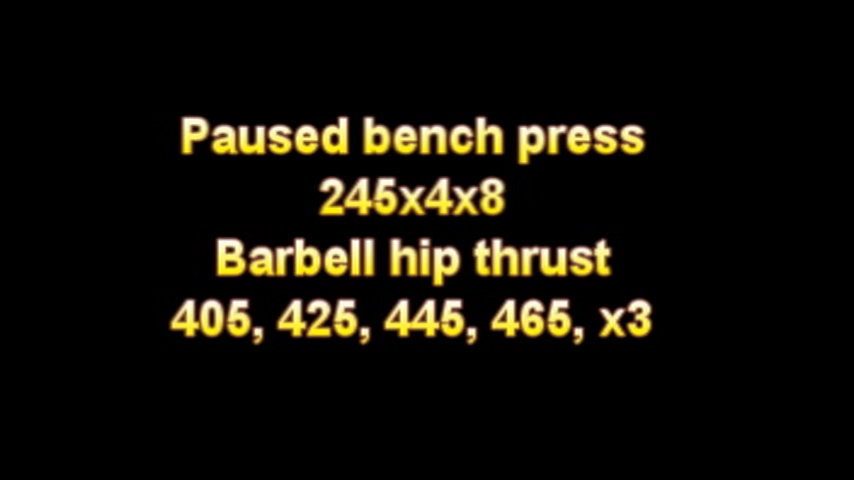 Paused bench press
245x4x8
Barbell hip thrust
405, 425, 445, 465, x3